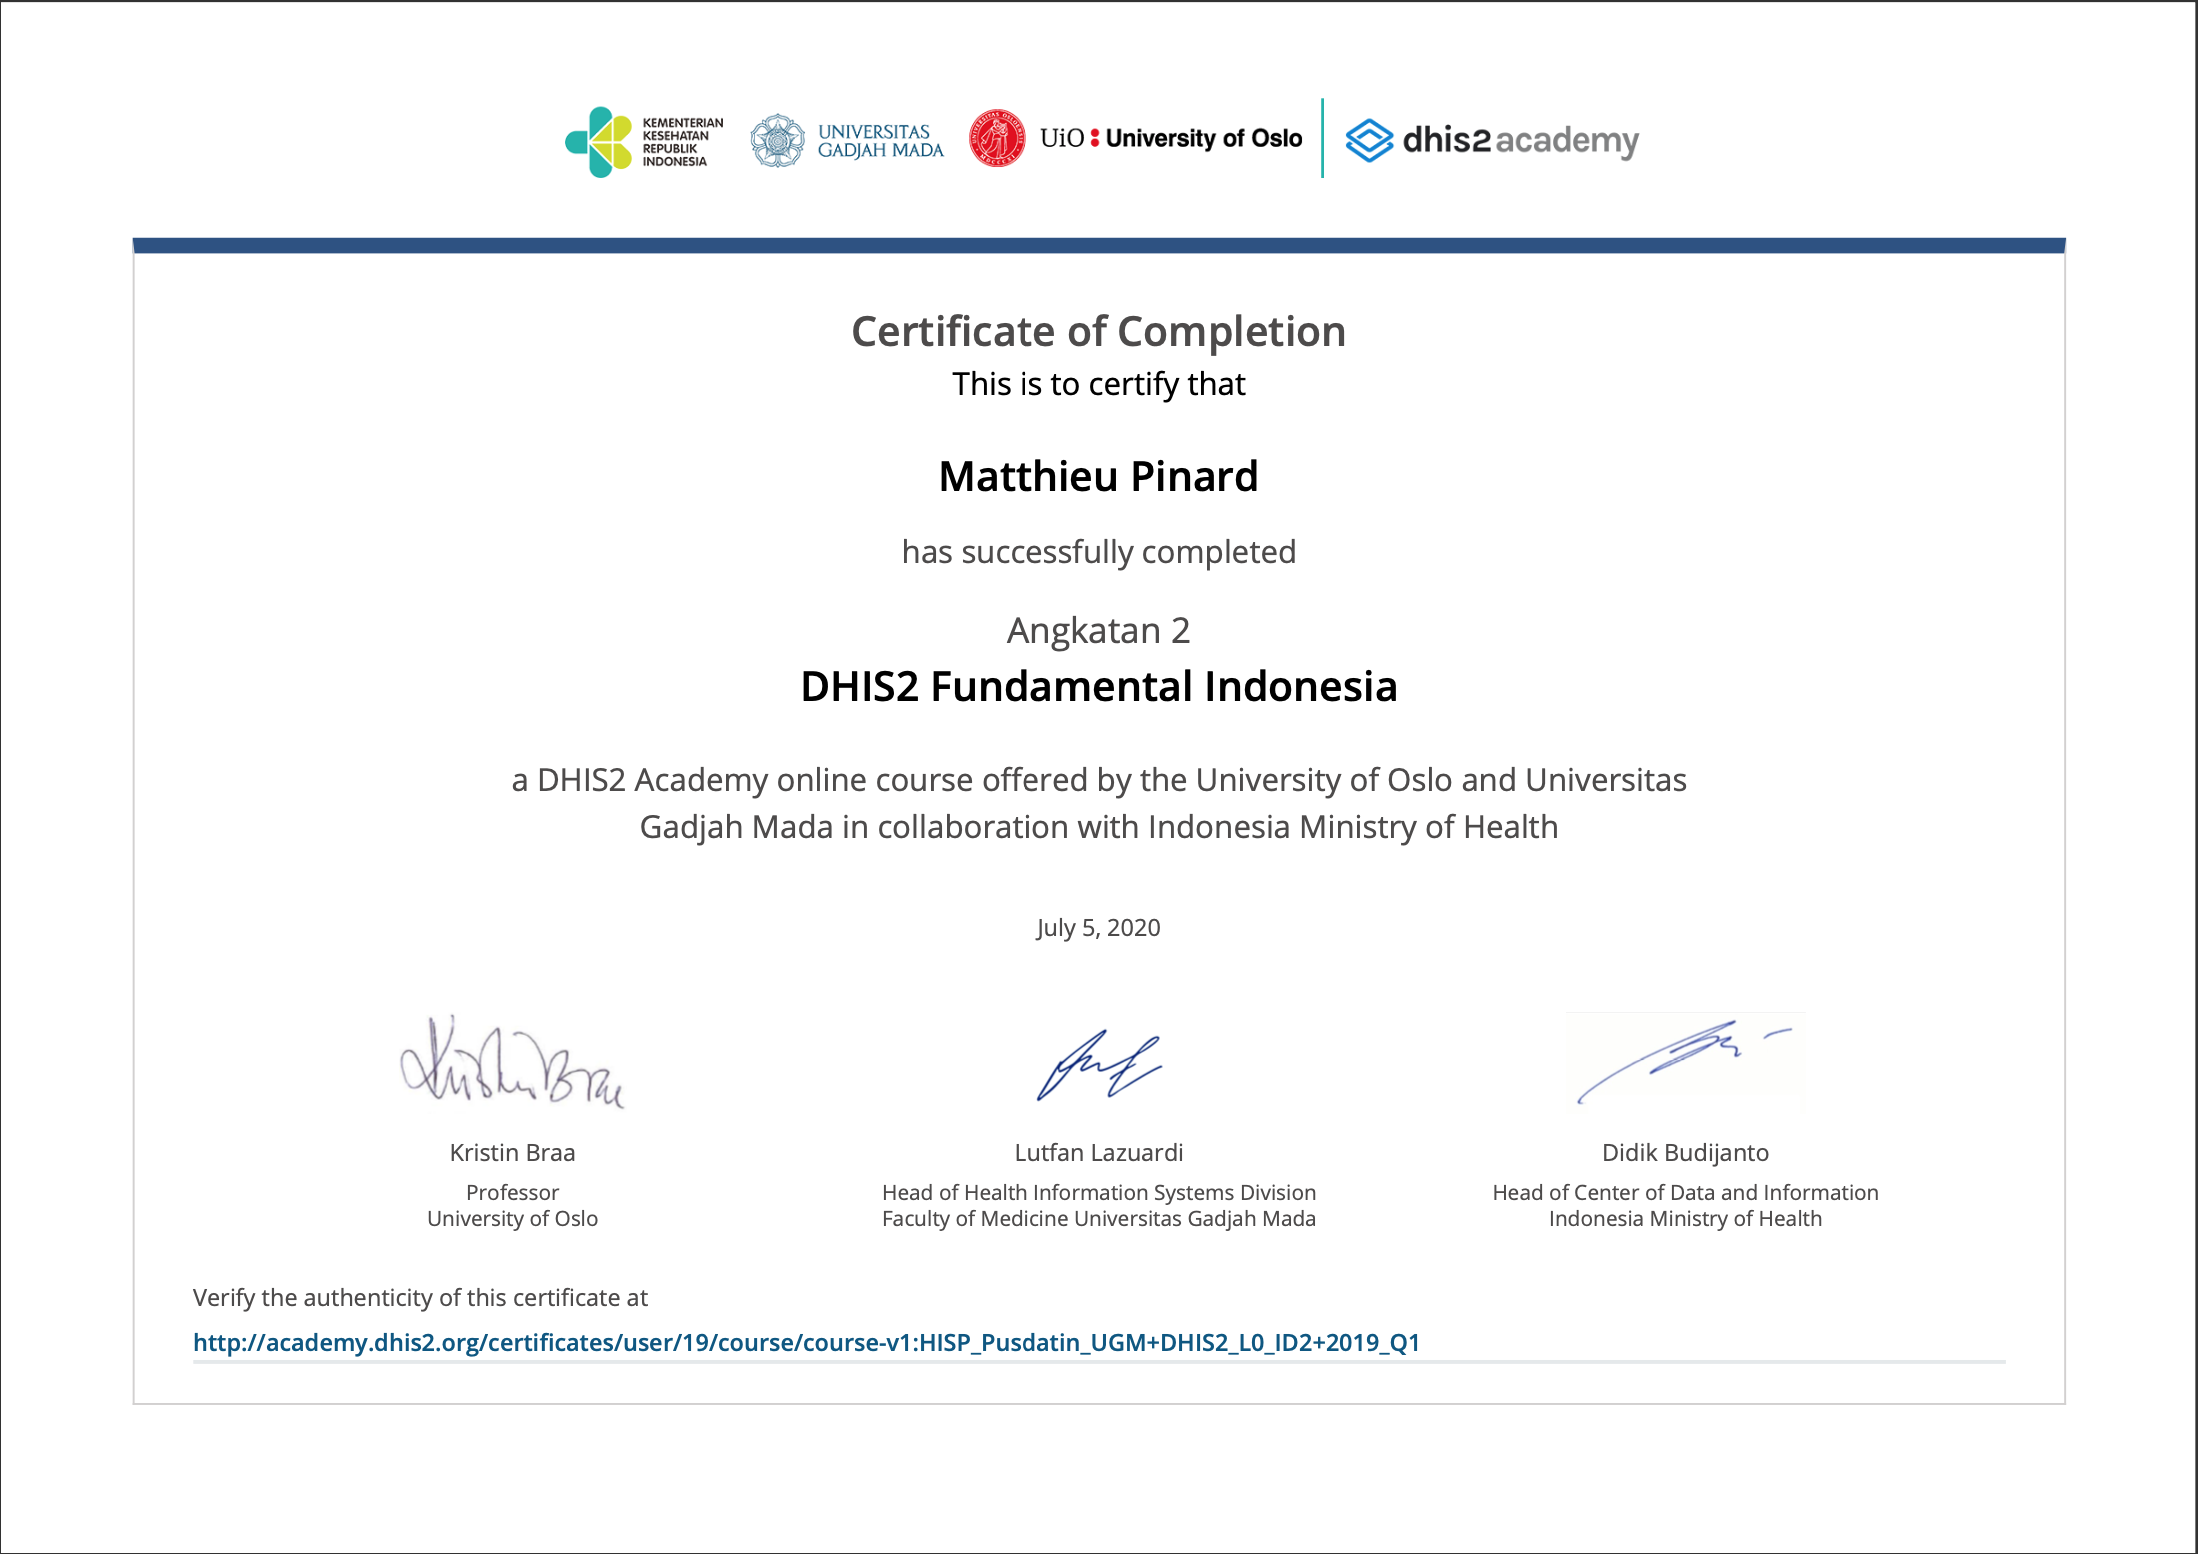 KEMENTERIAN
KESEHATAN
REPUBLIK
INDONESIA
UNIVERSITAS
GADJAH MADA
UNIVERSITAS OSLOENSIS
MDCCCXI
UiO : University of Oslo
dhis2 academy
Certificate of Completion
This is to certify that
Matthieu Pinard
has successfully completed
Angkatan 2
DHIS2 Fundamental Indonesia
a DHIS2 Academy online course offered by the University of Oslo and Universitas
Gadjah Mada in collaboration with Indonesia Ministry of Health
July 5, 2020
Kristin Braa
Kristin Braa
Professor
University of Oslo
Lutfan Lazuardi
Head of Health Information Systems Division
Faculty of Medicine Universitas Gadjah Mada
Didik Budijanto
Head of Center of Data and Information
Indonesia Ministry of Health
Verify the authenticity of this certificate at
http://academy.dhis2.org/certificates/user/19/course/course-v1:HISP_Pusdatin_UGM+DHIS2_L0_ID2+2019_Q1